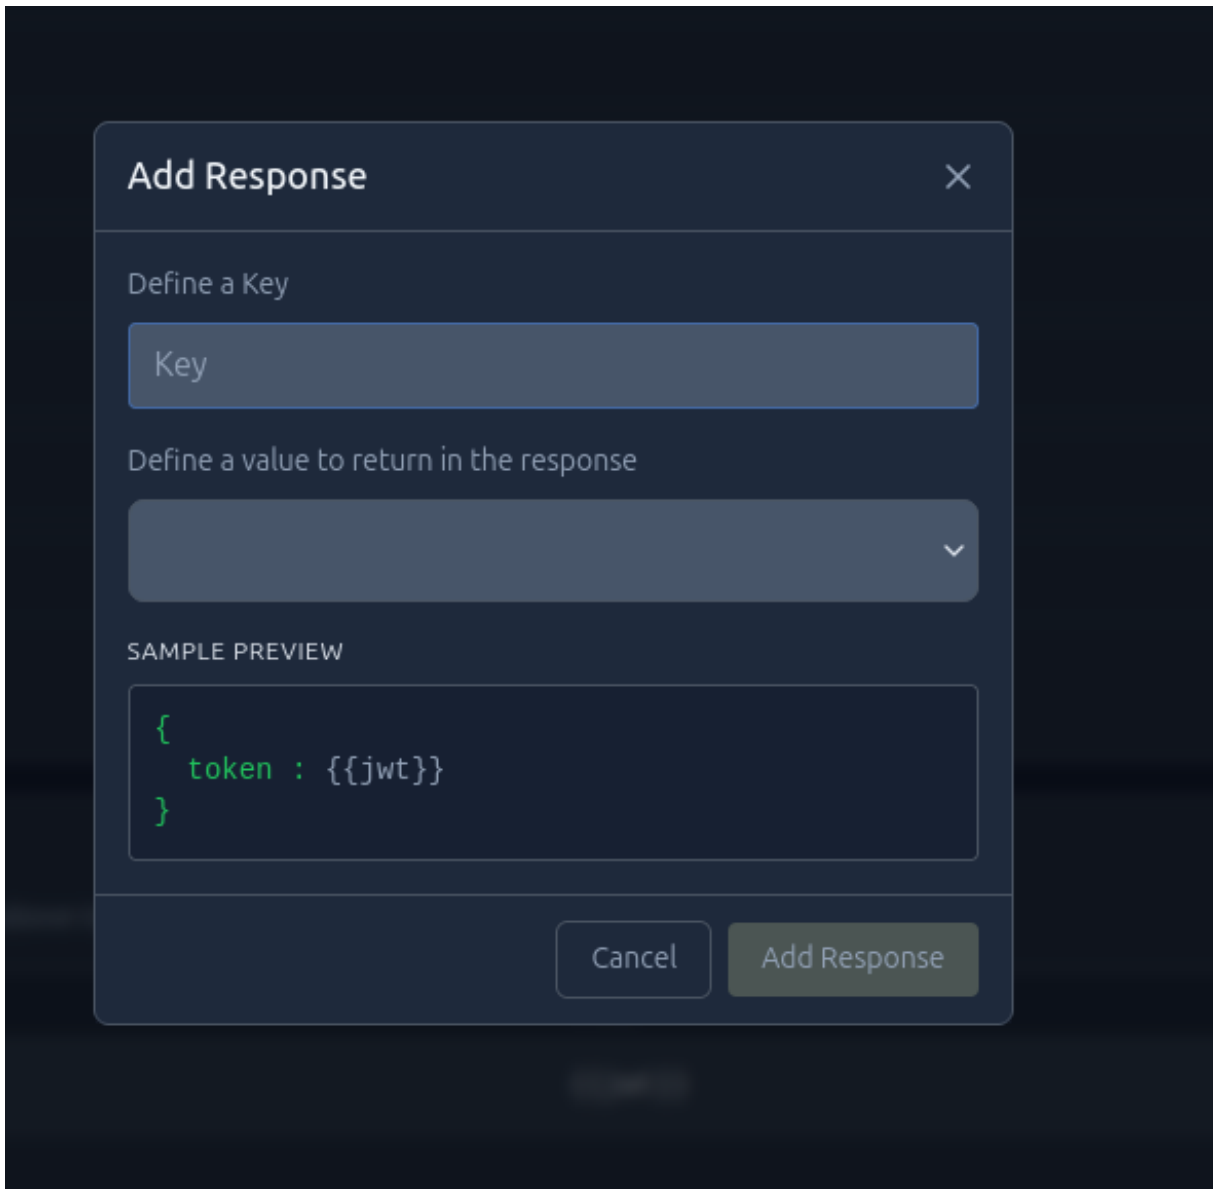 Add Response
Define a Key
Key
Define a value to return in the response
SAMPLE PREVIEW
{
token : {{jwt}}
}
Cancel
Add Response